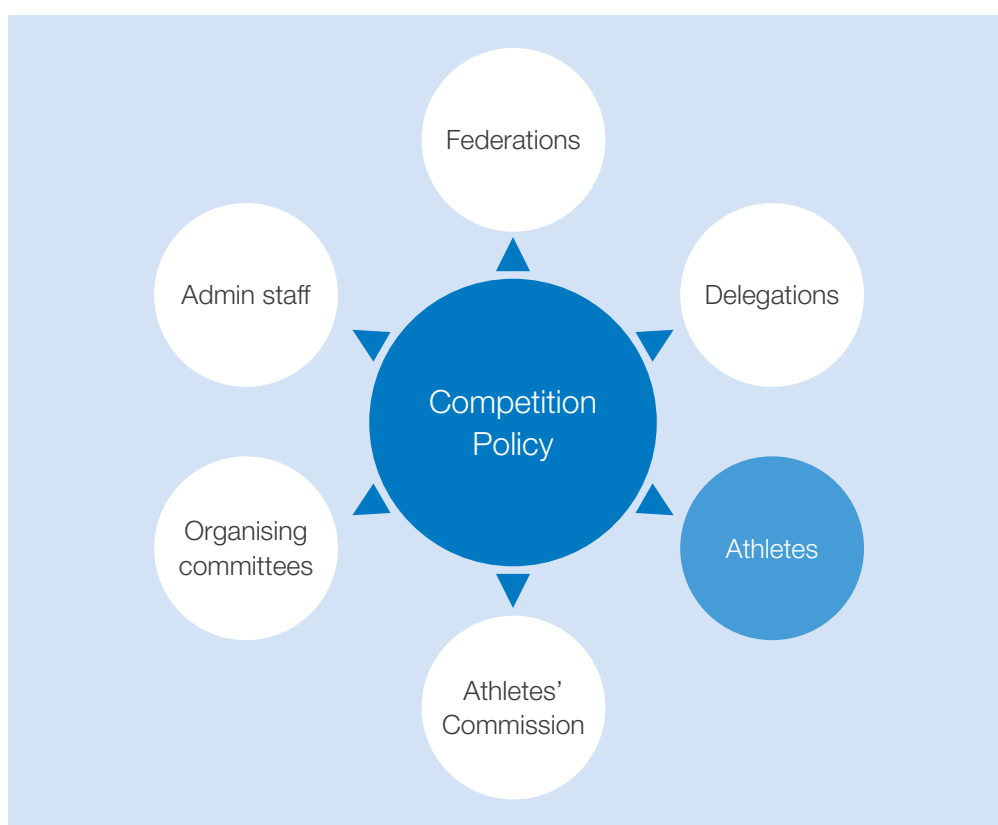 Federations
Admin staff
Delegations
Competition
Policy
Organising
committees
Athletes
Athletes’
Commission